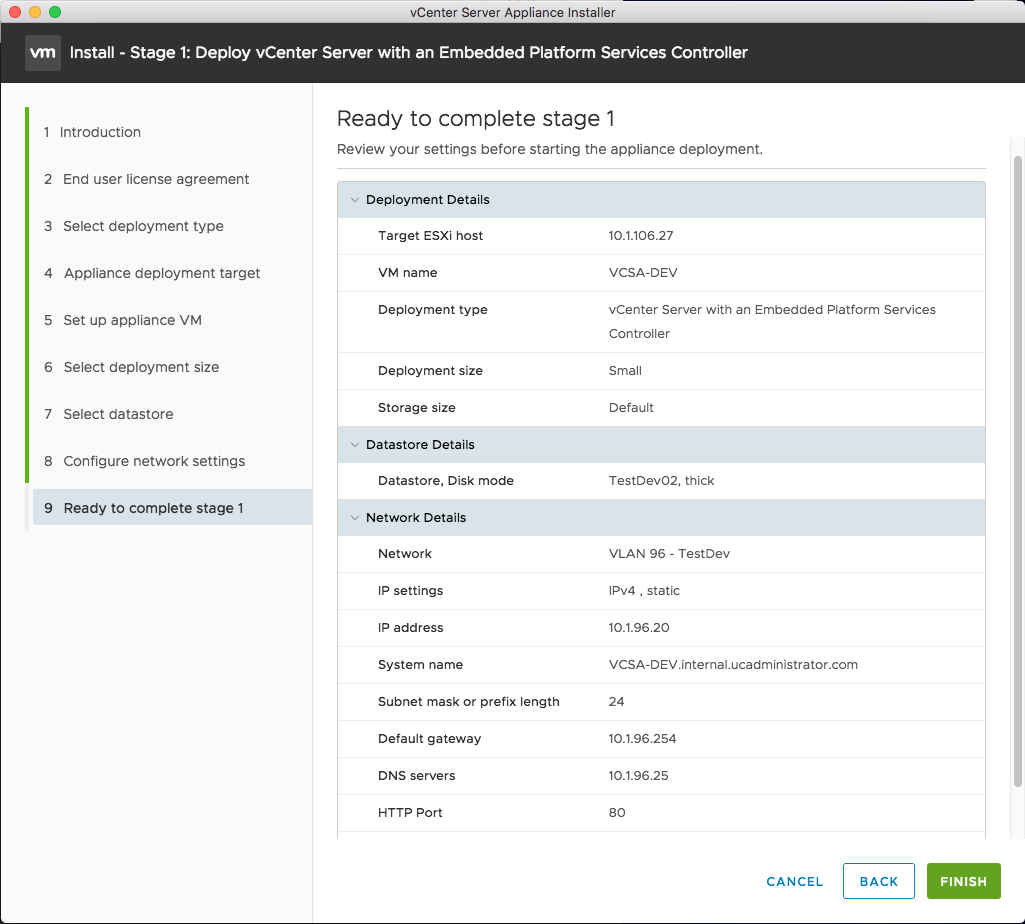 vCenter Server Appliance Installer
vm Install - Stage 1: Deploy vCenter Server with an Embedded Platform Services Controller
1 Introduction
2 End user license agreement
3 Select deployment type
4 Appliance deployment target
5 Set up appliance VM
6 Select deployment size
7 Select datastore
8 Configure network settings
9 Ready to complete stage 1
Ready to complete stage 1
Review your settings before starting the appliance deployment.
Deployment Details
Target ESXi host 10.1.106.27
VM name VCSA-DEV
Deployment type vCenter Server with an Embedded Platform Services
Controller
Deployment size Small
Storage size Default
Datastore Details
Datastore, Disk mode TestDev02, thick
Network Details
Network VLAN 96 - TestDev
IP settings IPv4 , static
IP address 10.1.96.20
System name VCSA-DEV.internal.ucadministrator.com
Subnet mask or prefix length 24
Default gateway 10.1.96.254
DNS servers 10.1.96.25
HTTP Port 80
CANCEL BACK FINISH